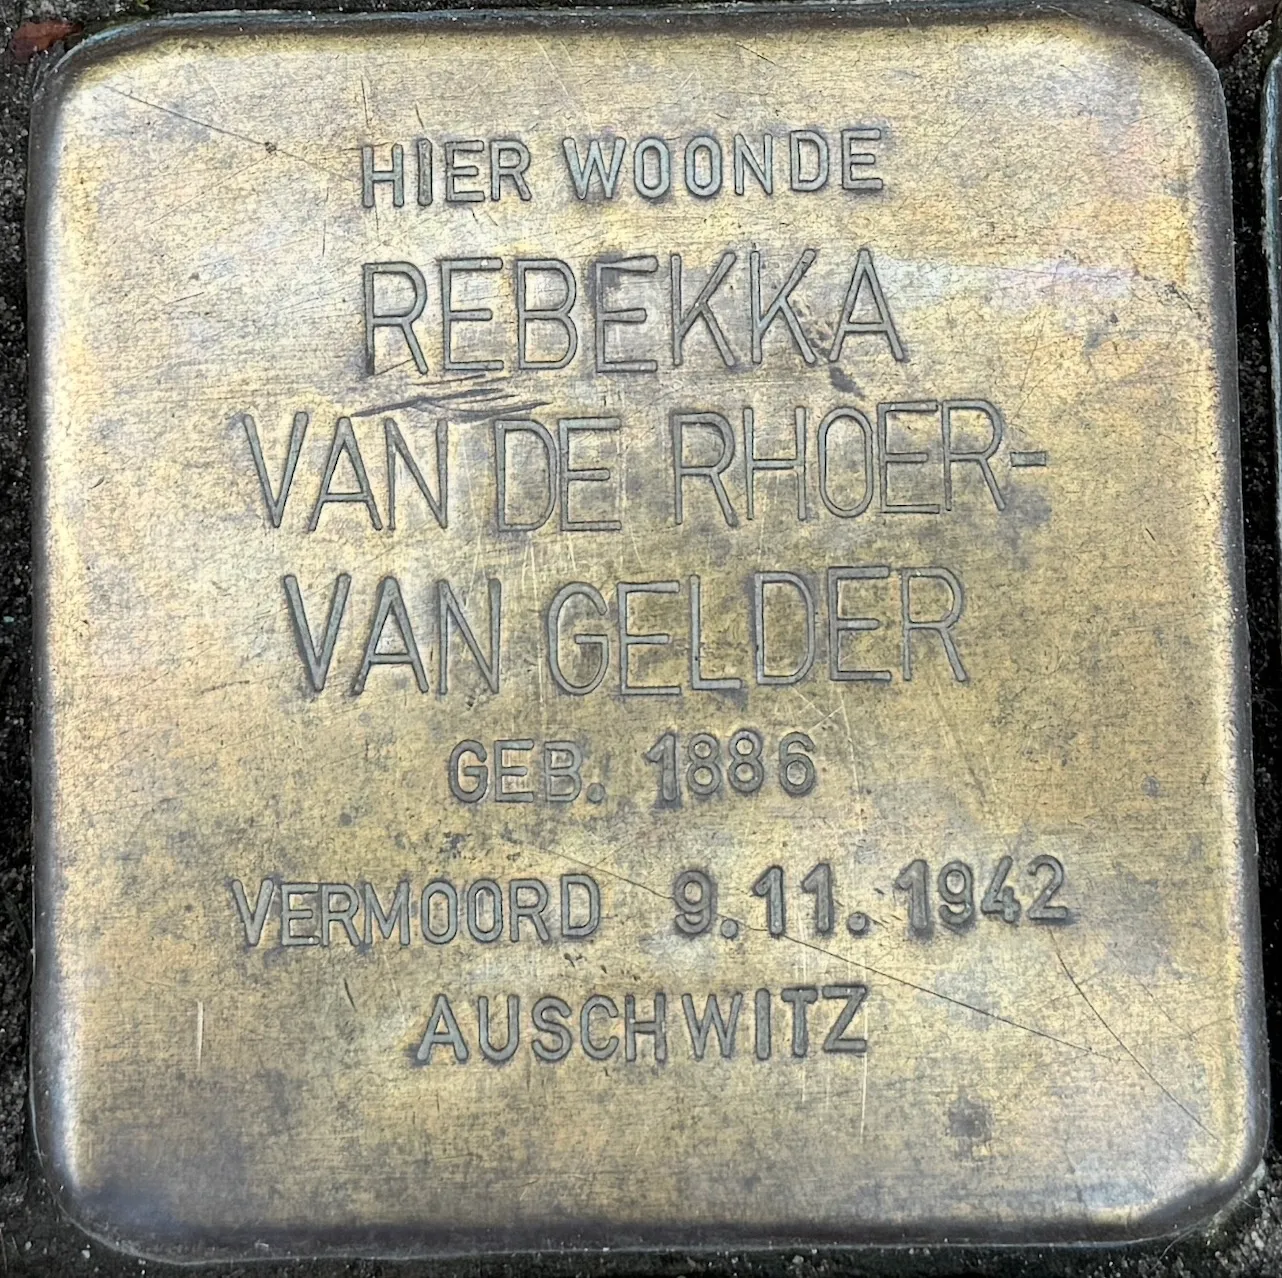 HIER WOONDE
REBEKKA
VAN DE RHOER-
VAN GELDER
GEB. 1886
VERMOORD 9.11.1942
AUSCHWITZ